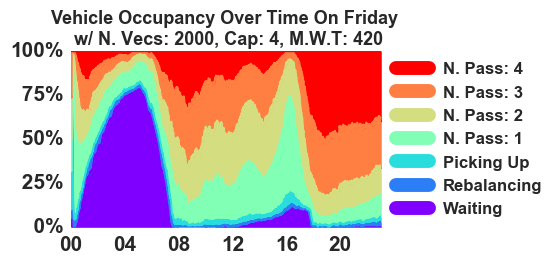 Vehicle Occupancy Over Time On Friday
w/ N. Vecs: 2000, Cap: 4, M.W.T: 420
100%
75%
50%
25%
0%
00 04 08 12 16 20
N. Pass: 4
N. Pass: 3
N. Pass: 2
N. Pass: 1
Picking Up
Rebalancing
Waiting